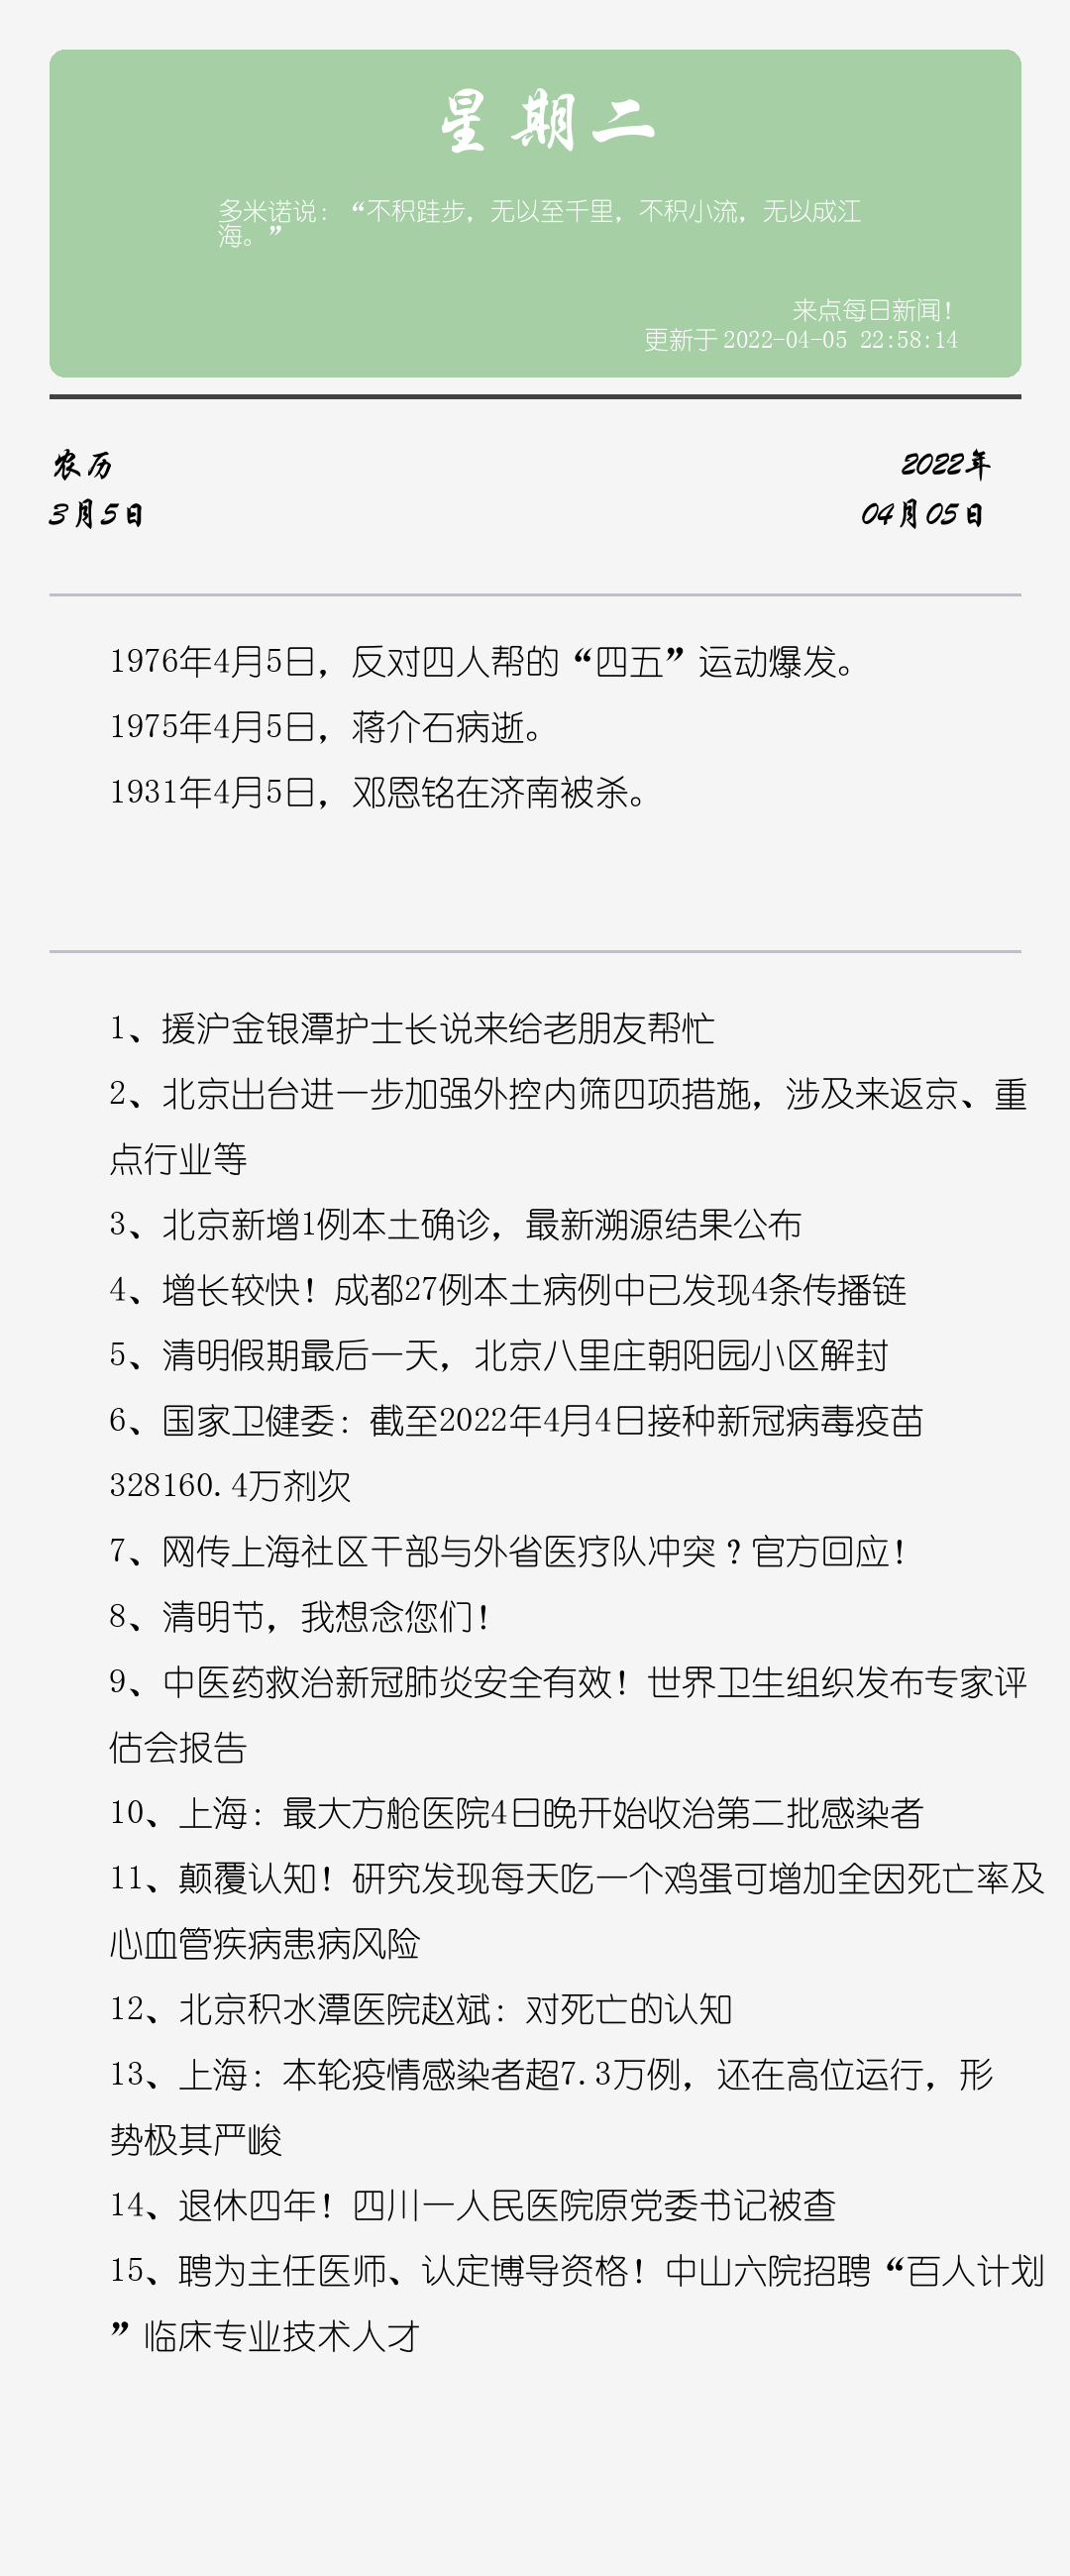 星期二
多米诺说：“不积跬步，无以至千里，不积小流，无以成江
海。”
来点每日新闻！
更新于2022-04-05 22:58:14
农历
2022年
3月5日
04月05日
1976年4月5日，反对四人帮的“四五”运动爆发。
1975年4月5日，蒋介石病逝。
1931年4月5日，邓恩铭在济南被杀。
1、援沪金银潭护士长说来给老朋友帮忙
2、北京出台进一步加强外控内筛四项措施，涉及来返京、重
点行业等
3、北京新增1例本土确诊，最新溯源结果公布
4、增长较快！成都27例本土病例中已发现4条传播链
5、清明假期最后一天，北京八里庄朝阳园小区解封
6、国家卫健委：截至2022年4月4日接种新冠病毒疫苗
328160.4万剂次
7、网传上海社区干部与外省医疗队冲突？官方回应！
8、清明节，我想念您们！
9、中医药救治新冠肺炎安全有效！世界卫生组织发布专家评
估会报告
10、上海：最大方舱医院4日晚开始收治第二批感染者
11、颠覆认知！研究发现每天吃一个鸡蛋可增加全因死亡率及
心血管疾病患病风险
12、北京积水潭医院赵斌：对死亡的认知
13、上海：本轮疫情感染者超7.3万例，还在高位运行，形
势极其严峻
14、退休四年！四川一人民医院原党委书记被查
15、聘为主任医师、认定博导资格！中山六院招聘“百人计划
”临床专业技术人才